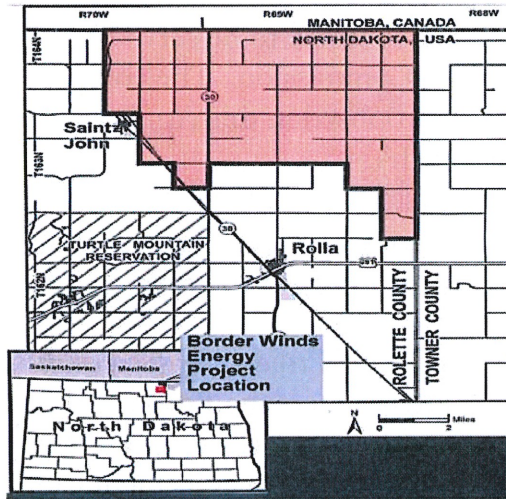 R70W
R69W
R68W
MANITOBA, CANADA
NORTH DAKOTA, USA
T164N
30
Saint
John
T163N
30
Rolla
TURTLE MOUNTAIN
RESERVATION
T162N
281
ROLETTE COUNTY
TOWNER COUNTY
Border Winds
Energy
Project
Location
Saskatchewan
Manitoba
North Dakota
N
0
2
Miles